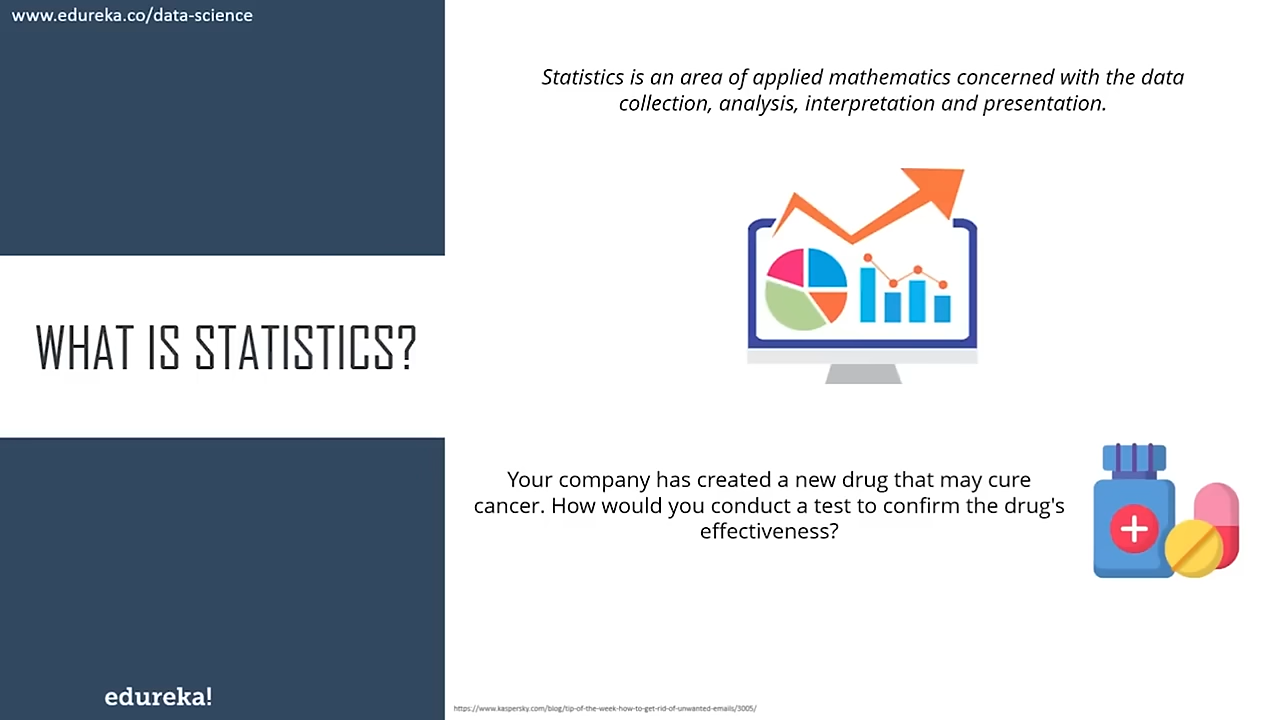 www.edureka.co/data-science
Statistics is an area of applied mathematics concerned with the data
collection, analysis, interpretation and presentation.
WHAT IS STATISTICS?
Your company has created a new drug that may cure
cancer. How would you conduct a test to confirm the drug's
effectiveness?
edureka!
https://www.kaspersky.com/blog/tip-of-the-week-how-to-get-rid-of-unwanted-emails/3005/